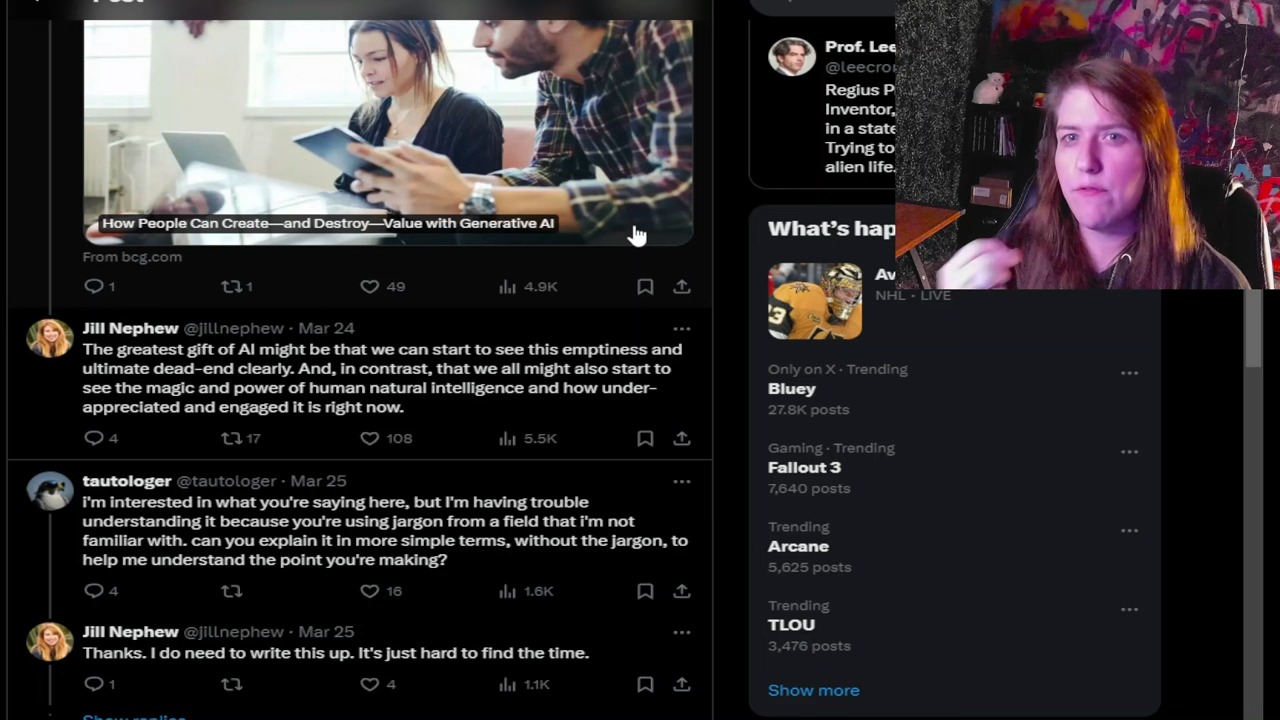 How People Can Create—and Destroy—Value with Generative AI
From bcg.com
1
1
49
4.9K
Jill Nephew @jillnephew · Mar 24
The greatest gift of AI might be that we can start to see this emptiness and
ultimate dead-end clearly. And, in contrast, that we all might also start to
see the magic and power of human natural intelligence and how under-
appreciated and engaged it is right now.
4
17
108
5.5K
tautologer @tautologer · Mar 25
i'm interested in what you're saying here, but I'm having trouble
understanding it because you're using jargon from a field that i'm not
familiar with. can you explain it in more simple terms, without the jargon, to
help me understand the point you're making?
4
16
1.6K
Jill Nephew @jillnephew · Mar 25
Thanks. I do need to write this up. It's just hard to find the time.
1
4
1.1K
Show replies
Prof. Lee
@leecro
Regius P
Inventor,
in a state
Trying to
alien life.
What's hap
Av
NHL · LIVE
Only on X · Trending
Bluey
27.8K posts
Gaming · Trending
Fallout 3
7,640 posts
Trending
Arcane
5,625 posts
Trending
TLOU
3,476 posts
Show more